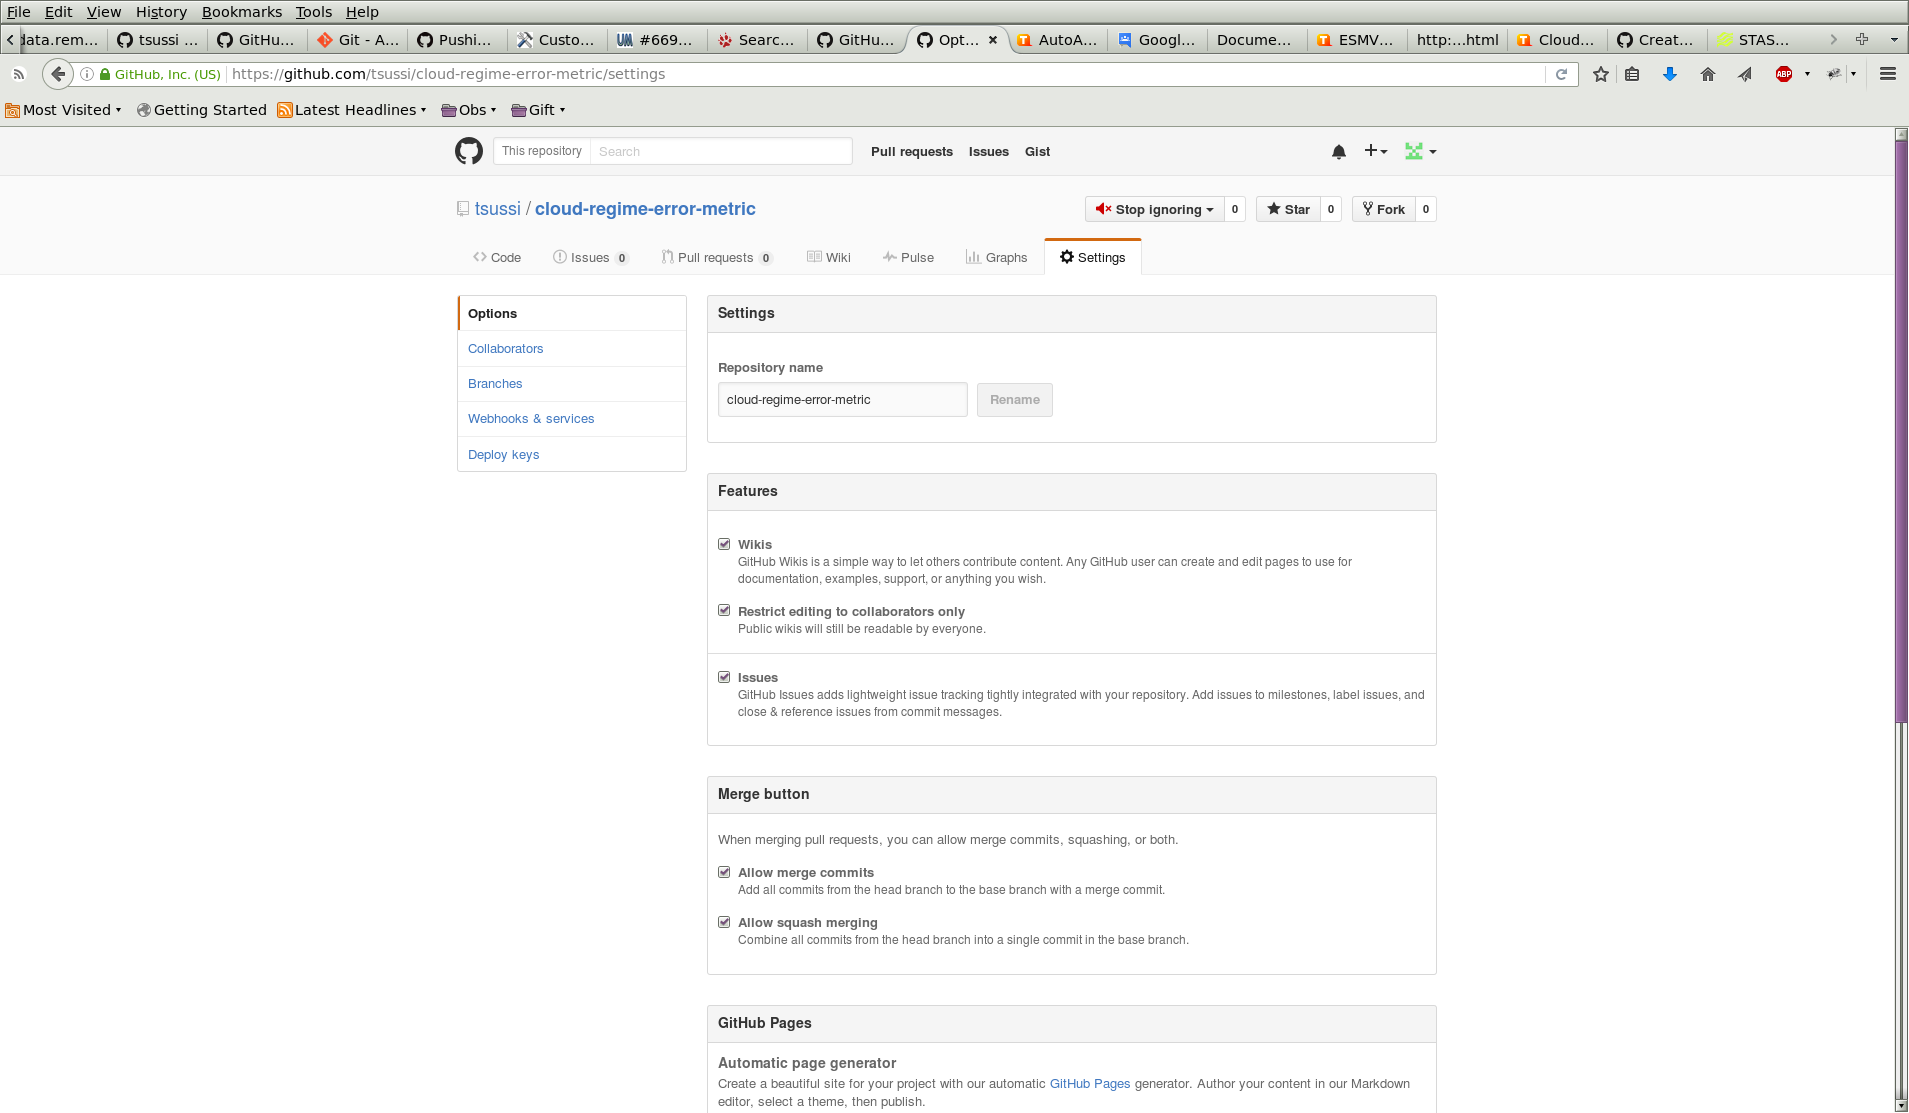 File Edit View History Bookmarks Tools Help
data.rem... tsussi ... GitHu... Git - A... Pushi... Custo... UM #669... Searc... GitHu... Opt... AutoA... Googl... Docume... ESMV... http:...html Cloud... Creat... STAS...
GitHub, Inc. (US) https://github.com/tsussi/cloud-regime-error-metric/settings ABP
Most Visited Getting Started Latest Headlines Obs Gift
This repository Search Pull requests Issues Gist
tsussi / cloud-regime-error-metric Stop ignoring 0 Star 0 Fork 0
Code Issues 0 Pull requests 0 Wiki Pulse Graphs Settings
Options
Collaborators
Branches
Webhooks & services
Deploy keys
Settings
Repository name
cloud-regime-error-metric Rename
Features
Wikis
GitHub Wikis is a simple way to let others contribute content. Any GitHub user can create and edit pages to use for
documentation, examples, support, or anything you wish.
Restrict editing to collaborators only
Public wikis will still be readable by everyone.
Issues
GitHub Issues adds lightweight issue tracking tightly integrated with your repository. Add issues to milestones, label issues, and
close & reference issues from commit messages.
Merge button
When merging pull requests, you can allow merge commits, squashing, or both.
Allow merge commits
Add all commits from the head branch to the base branch with a merge commit.
Allow squash merging
Combine all commits from the head branch into a single commit in the base branch.
GitHub Pages
Automatic page generator
Create a beautiful site for your project with our automatic GitHub Pages generator. Author your content in our Markdown
editor, select a theme, then publish.